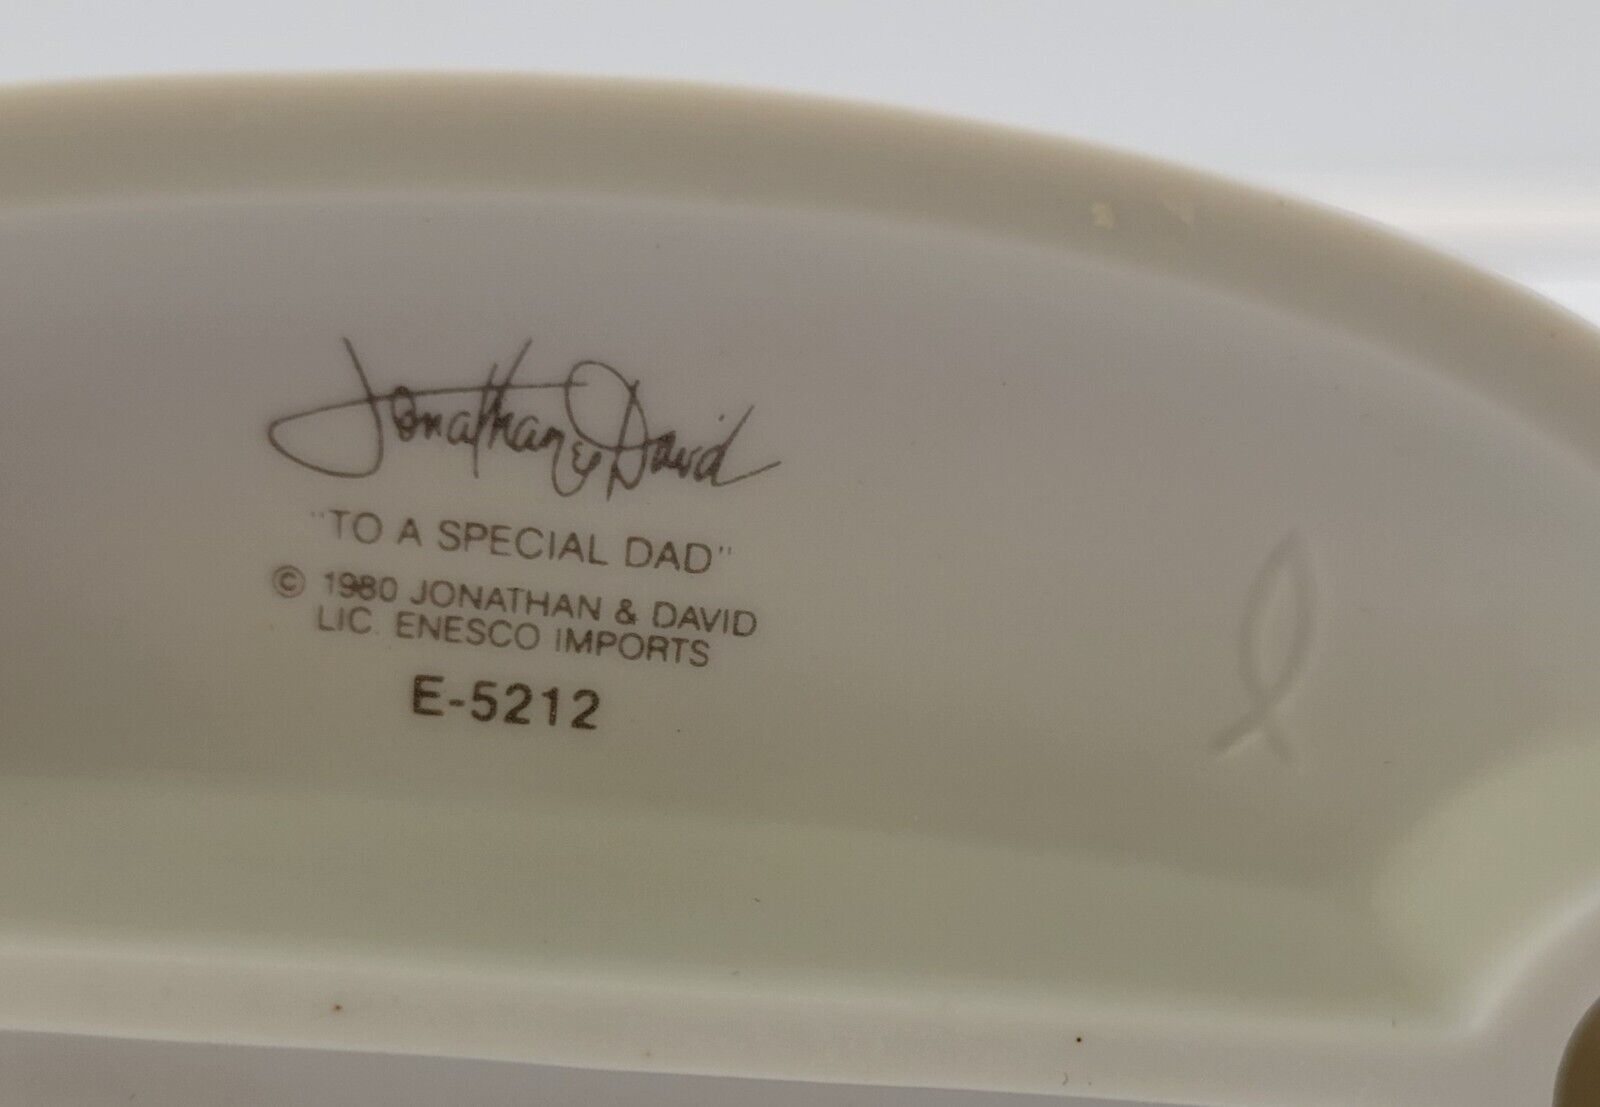 Jonathan & David
"TO A SPECIAL DAD"
© 1980 JONATHAN & DAVID
LIC. ENESCO IMPORTS
E-5212